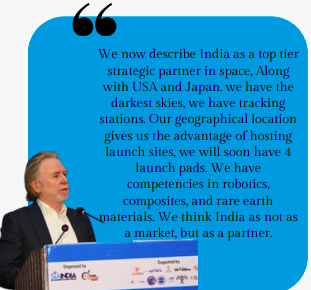 We now describe India as a top tier
strategic partner in space, Along
with USA and Japan. we have the
darkest skies, we have tracking
stations. Our geographical location
gives us the advantage of hosting
launch sites, we will soon have 4
launch pads. We have
competencies in robotics,
composites, and rare earth
materials. We think India as not as
a market, but as a partner.
Organised by
Supported by
INDIA